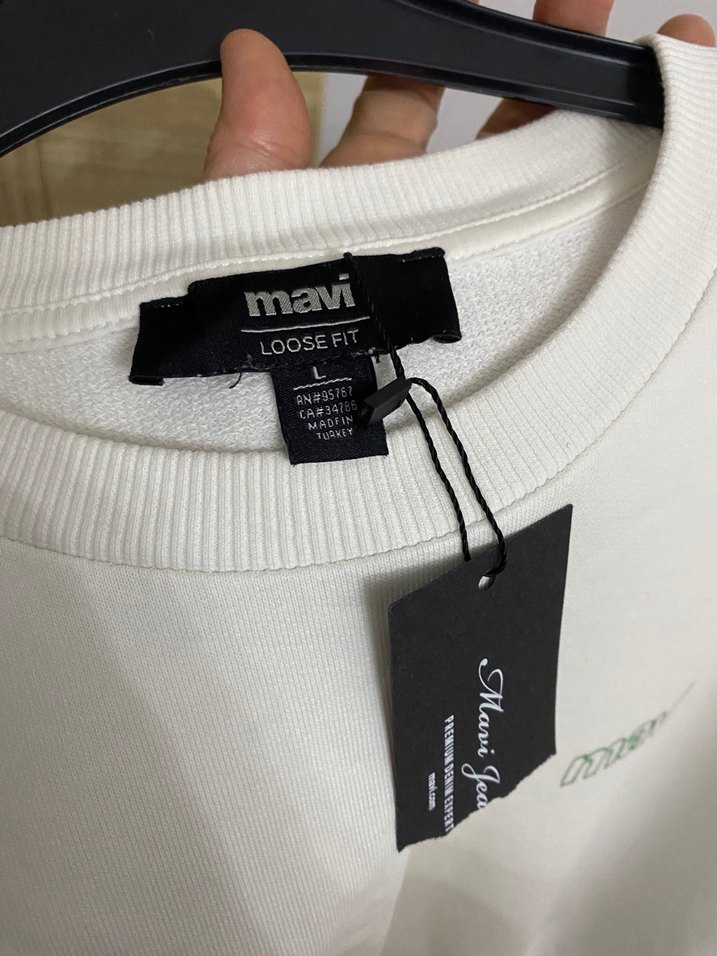 mavi
LOOSE FIT
L
RN#95767
CA#34786
MADE IN
TURKEY
Mavi Jea
PREMIUM DENIM EXPERT
mavi.com